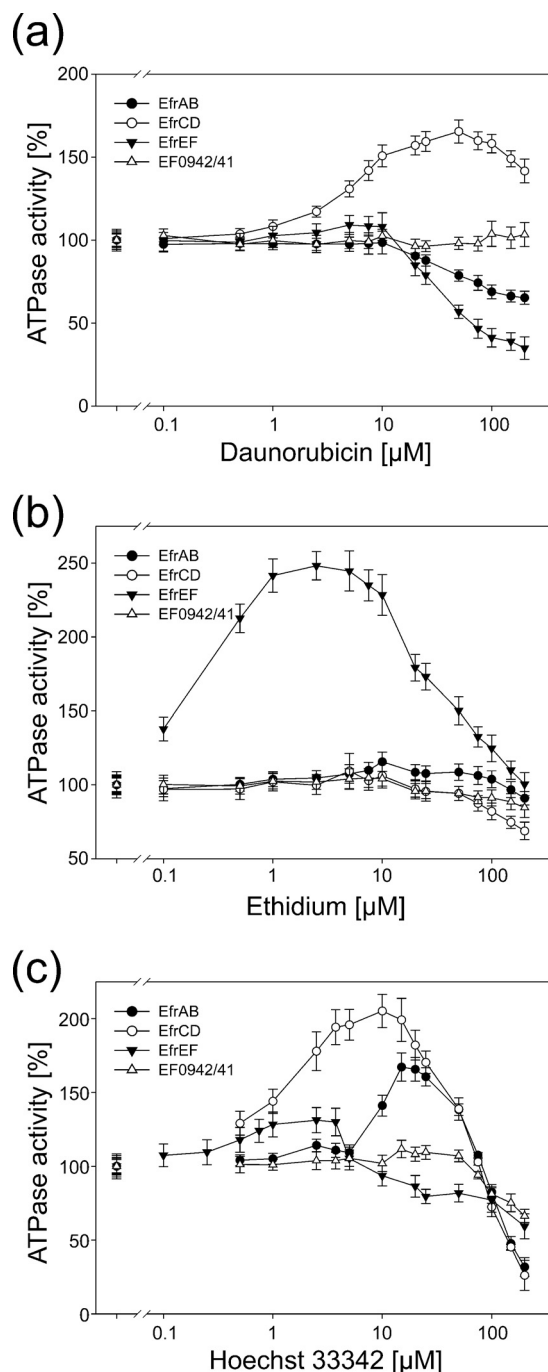 (a)
200
EfrAB
EfrCD
EfrEF
EF0942/41
150
100
50
0
ATPase activity [%]
0.1 1 10 100
Daunorubicin [µM]
(b)
250
EfrAB
EfrCD
EfrEF
EF0942/41
200
150
100
50
ATPase activity [%]
0.1 1 10 100
Ethidium [µM]
(c)
EfrAB
200
EfrCD
EfrEF
EF0942/41
150
100
50
0
ATPase activity [%]
0.1 1 10 100
Hoechst 33342 [µM]